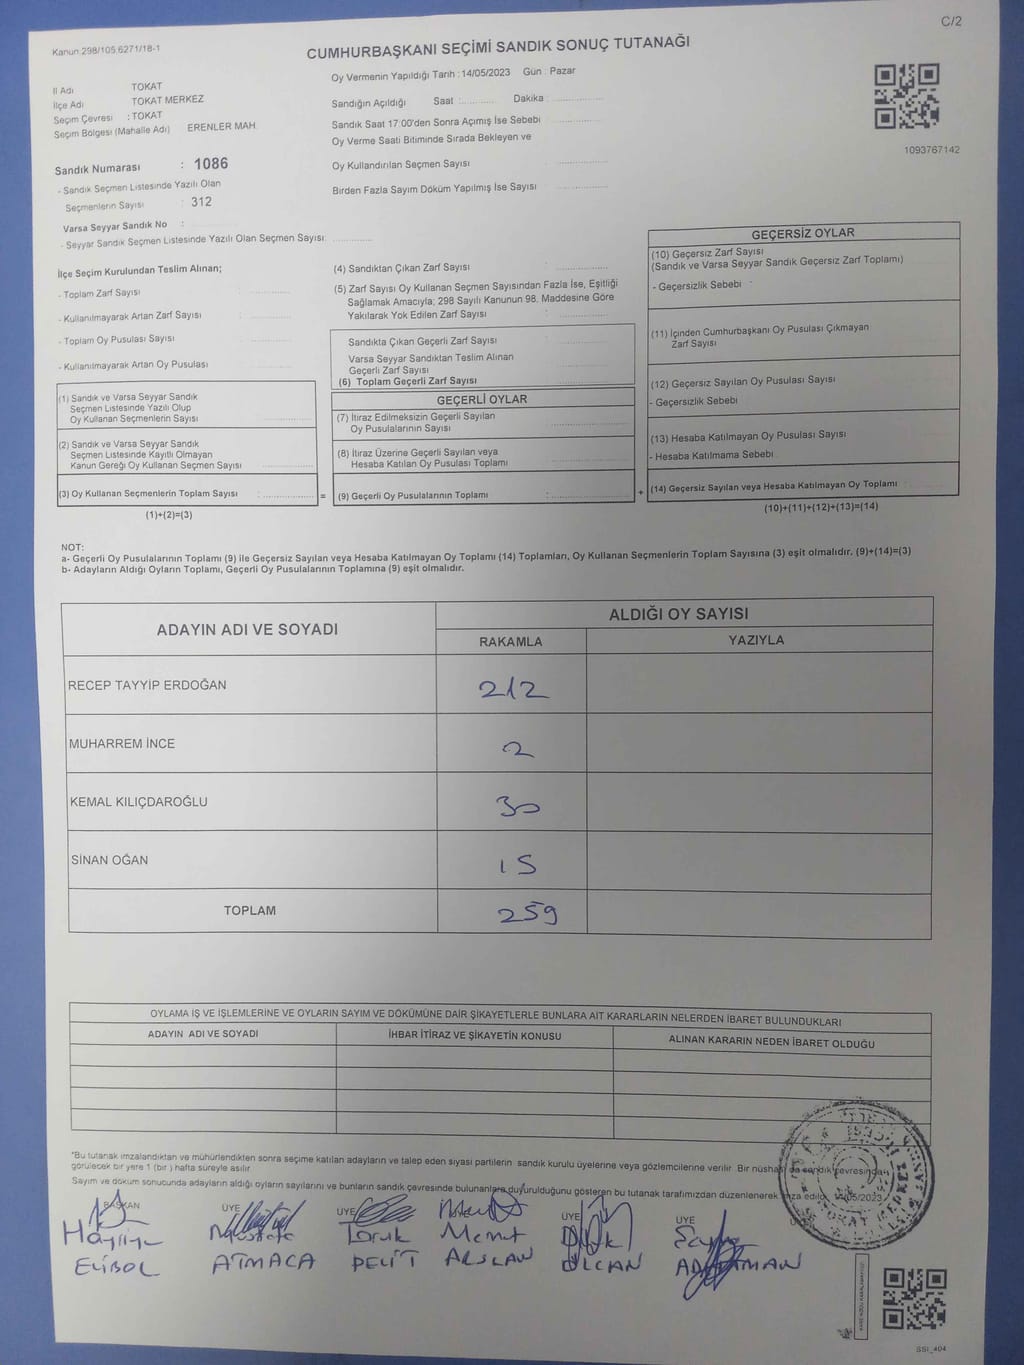 C/2
Kanun 298/105,6271/18-1
CUMHURBAŞKANI SEÇİMİ SANDIK SONUÇ TUTANAĞI
Oy Vermenin Yapıldığı Tarih : 14/05/2023 Gün : Pazar
İl Adı TOKAT
İlçe Adı TOKAT MERKEZ
Seçim Çevresi : TOKAT
Seçim Bölgesi (Mahalle Adı) ERENLER MAH.
Sandığın Açıldığı Saat :........... Dakika :...............
Sandık Saat 17:00'den Sonra Açımış İse Sebebi ...............
Oy Verme Saati Bitiminde Sırada Bekleyen ve
Oy Kullandırılan Seçmen Sayısı ...............
Birden Fazla Sayım Döküm Yapılmış İse Sayısı ...............
1093767142
Sandık Numarası : 1086
- Sandık Seçmen Listesinde Yazılı Olan
Seçmenlerin Sayısı : 312
Varsa Seyyar Sandık No :
- Seyyar Sandık Seçmen Listesinde Yazılı Olan Seçmen Sayısı: ............
İlçe Seçim Kurulundan Teslim Alınan;
- Toplam Zarf Sayısı
- Kullanılmayarak Artan Zarf Sayısı
- Toplam Oy Pusulası Sayısı
- Kullanılmayarak Artan Oy Pusulası
(4) Sandıktan Çıkan Zarf Sayısı
(5) Zarf Sayısı Oy Kullanan Seçmen Sayısından Fazla İse, Eşitliği
Sağlamak Amacıyla; 298 Sayılı Kanunun 98. Maddesine Göre
Yakılarak Yok Edilen Zarf Sayısı
Sandıkta Çıkan Geçerli Zarf Sayısı
Varsa Seyyar Sandıktan Teslim Alınan
Geçerli Zarf Sayısı
(6) Toplam Geçerli Zarf Sayısı
GEÇERSİZ OYLAR
(10) Geçersiz Zarf Sayısı
(Sandık ve Varsa Seyyar Sandık Geçersiz Zarf Toplamı)
- Geçersizlik Sebebi :
(11) İçinden Cumhurbaşkanı Oy Pusulası Çıkmayan
Zarf Sayısı
(12) Geçersiz Sayılan Oy Pusulası Sayısı
- Geçersizlik Sebebi
(13) Hesaba Katılmayan Oy Pusulası Sayısı
- Hesaba Katılmama Sebebi
(14) Geçersiz Sayılan veya Hesaba Katılmayan Oy Toplamı
(10)+(11)+(12)+(13)=(14)
(1) Sandık ve Varsa Seyyar Sandık
Seçmen Listesinde Yazılı Olup
Oy Kullanan Seçmenlerin Sayısı
(2) Sandık ve Varsa Seyyar Sandık
Seçmen Listesinde Kayıtlı Olmayan
Kanun Gereği Oy Kullanan Seçmen Sayısı
(3) Oy Kullanan Seçmenlerin Toplam Sayısı : ............... =
(1)+(2)=(3)
GEÇERLİ OYLAR
(7) İtiraz Edilmeksizin Geçerli Sayılan
Oy Pusulalarının Sayısı
(8) İtiraz Üzerine Geçerli Sayılan veya
Hesaba Katılan Oy Pusulası Toplamı
(9) Geçerli Oy Pusulalarının Toplamı : ............... +
NOT:
a- Geçerli Oy Pusulalarının Toplamı (9) ile Geçersiz Sayılan veya Hesaba Katılmayan Oy Toplamı (14) Toplamları, Oy Kullanan Seçmenlerin Toplam Sayısına (3) eşit olmalıdır. (9)+(14)=(3)
b- Adayların Aldığı Oyların Toplamı, Geçerli Oy Pusulalarının Toplamına (9) eşit olmalıdır.
ADAYIN ADI VE SOYADI ALDIĞI OY SAYISI
RAKAMLA YAZIYLA
RECEP TAYYİP ERDOĞAN 212
MUHARREM İNCE 2
KEMAL KILIÇDAROĞLU 30
SİNAN OĞAN 15
TOPLAM 259
OYLAMA İŞ VE İŞLEMLERİNE VE OYLARIN SAYIM VE DÖKÜMÜNE DAİR ŞİKAYETLERLE BUNLARA AİT KARARLARIN NELERDEN İBARET BULUNDUKLARI
ADAYIN ADI VE SOYADI İHBAR İTİRAZ VE ŞİKAYETİN KONUSU ALINAN KARARIN NEDEN İBARET OLDUĞU
*Bu tutanak imzalandıktan ve mühürlendikten sonra seçime katılan adayların ve talep eden siyasi partilerin sandık kurulu üyelerine veya gözlemcilerine verilir. Bir nüshası da sandık çevresinde
görülecek bir yere 1 (bir) hafta süreyle asılır.
Sayım ve döküm sonucunda adayların aldığı oyların sayılarını ve bunların sandık çevresinde bulunanlara duyurulduğunu gösteren bu tutanak tarafımızdan düzenlenerek imza edildi. 14/05/2023
BAŞKAN ÜYE ÜYE ÜYE ÜYE
Mustafa Faruk Memet
ELİBOL ATMACA PELİT ARSLAN OLCAN
SSI_404